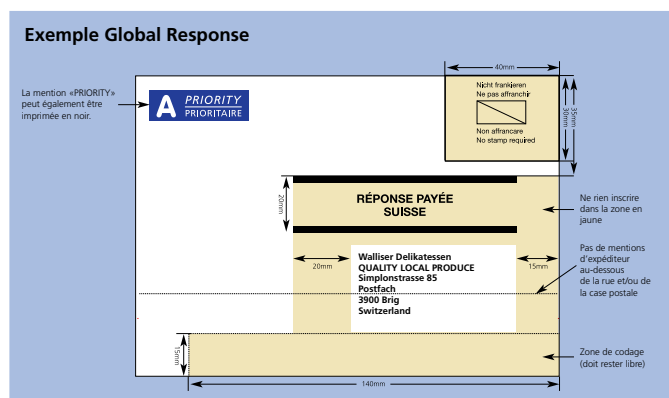 Exemple Global Response
40mm
La mention «PRIORITY»
peut également être
imprimée en noir.
A PRIORITY
PRIORITAIRE
Nicht frankieren
Ne pas affranchir
Non affrancare
No stamp required
30mm
35mm
20mm
RÉPONSE PAYÉE
SUISSE
Ne rien inscrire
dans la zone en
jaune
Pas de mentions
d'expéditeur
au-dessous
de la rue et/ou de
la case postale
20mm
Walliser Delikatessen
QUALITY LOCAL PRODUCE
Simplonstrasse 85
Postfach
3900 Brig
Switzerland
15mm
15mm
Zone de codage
(doit rester libre)
140mm